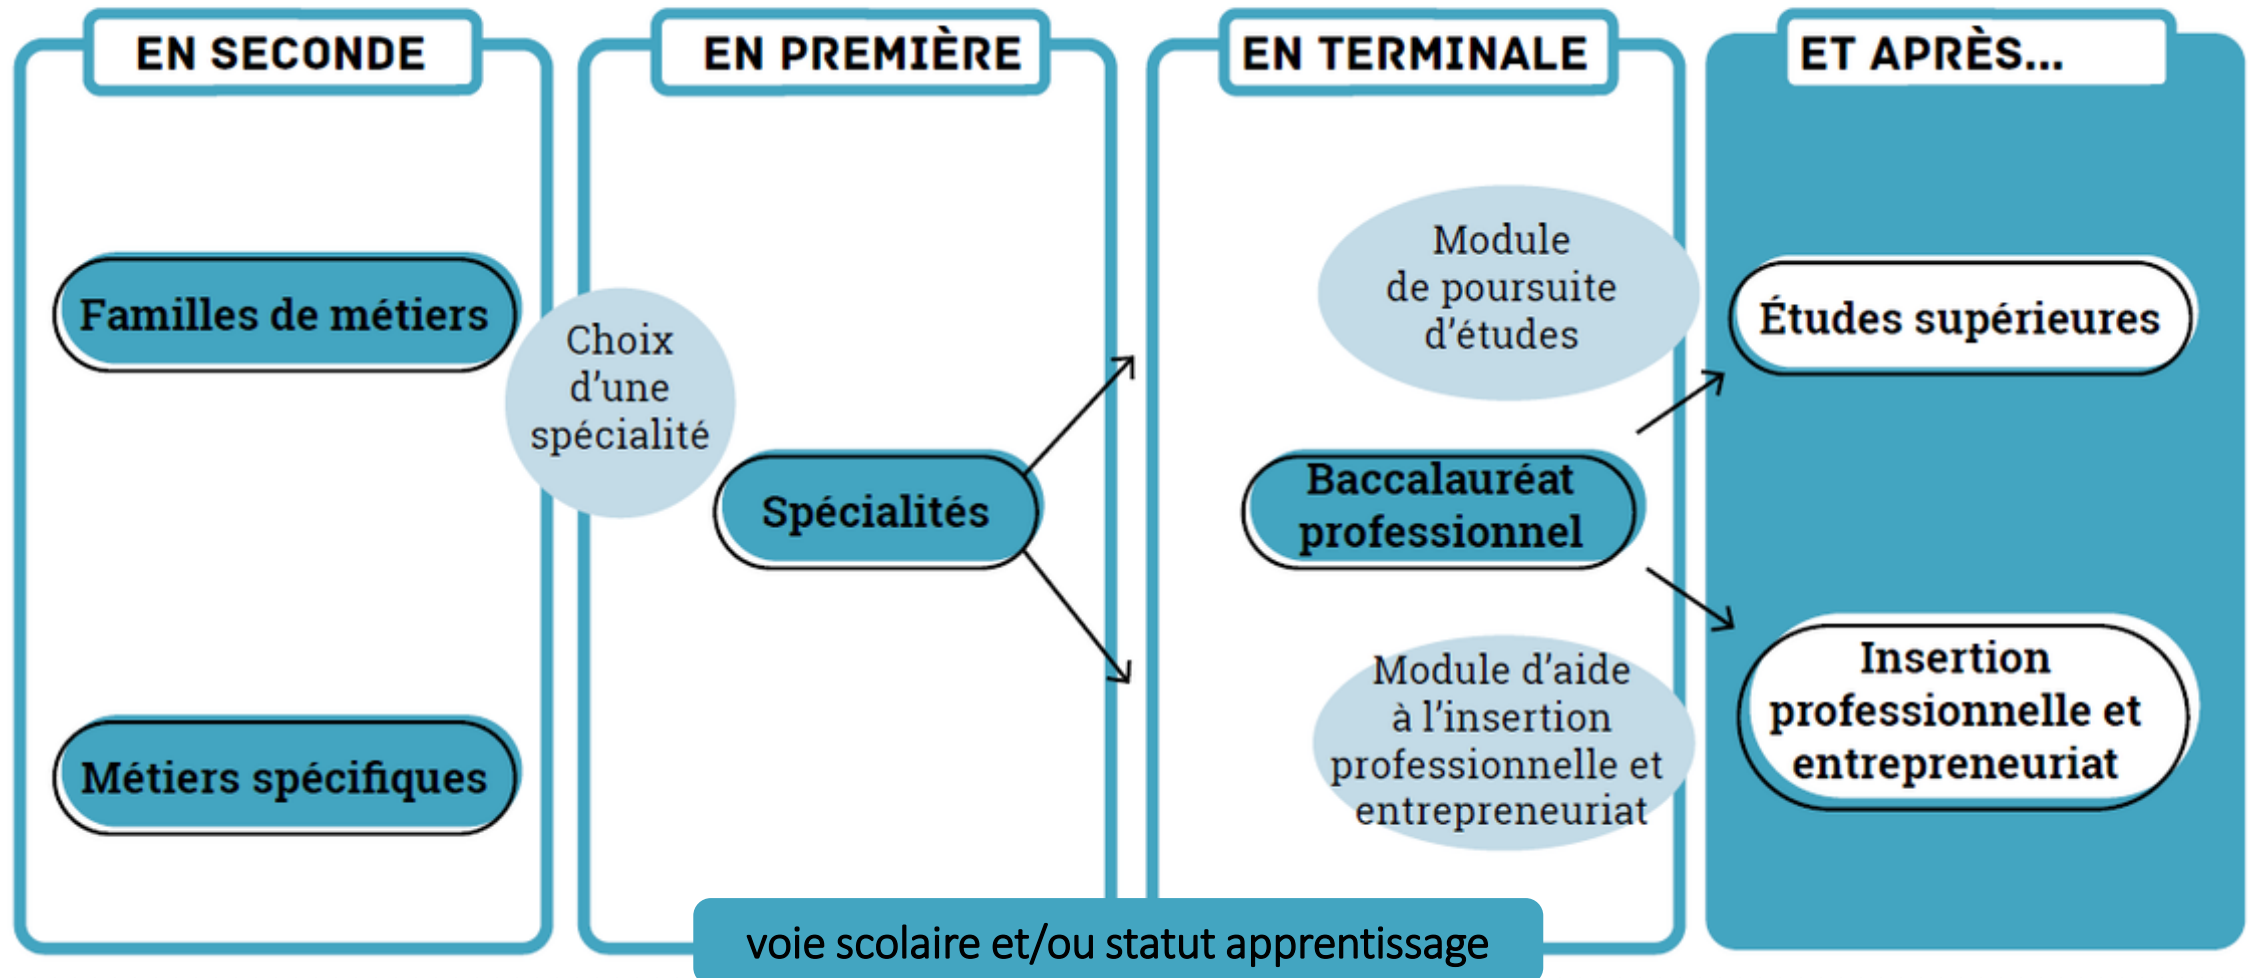 EN SECONDE
Familles de métiers
Métiers spécifiques
Choix
d'une
spécialité
EN PREMIÈRE
Spécialités
EN TERMINALE
Module
de poursuite
d'études
Baccalauréat
professionnel
Module d'aide
à l'insertion
professionnelle et
entrepreneuriat
ET APRÈS...
Études supérieures
Insertion
professionnelle et
entrepreneuriat
voie scolaire et/ou statut apprentissage